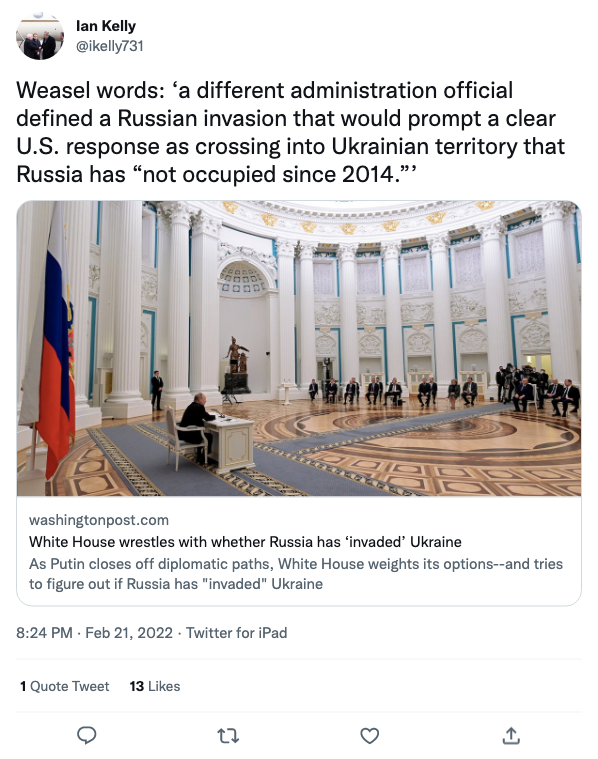 Ian Kelly
@ikelly731
Weasel words: ‘a different administration official
defined a Russian invasion that would prompt a clear
U.S. response as crossing into Ukrainian territory that
Russia has “not occupied since 2014.”’
washingtonpost.com
White House wrestles with whether Russia has ‘invaded’ Ukraine
As Putin closes off diplomatic paths, White House weights its options--and tries
to figure out if Russia has "invaded" Ukraine
8:24 PM · Feb 21, 2022 · Twitter for iPad
1 Quote Tweet 13 Likes